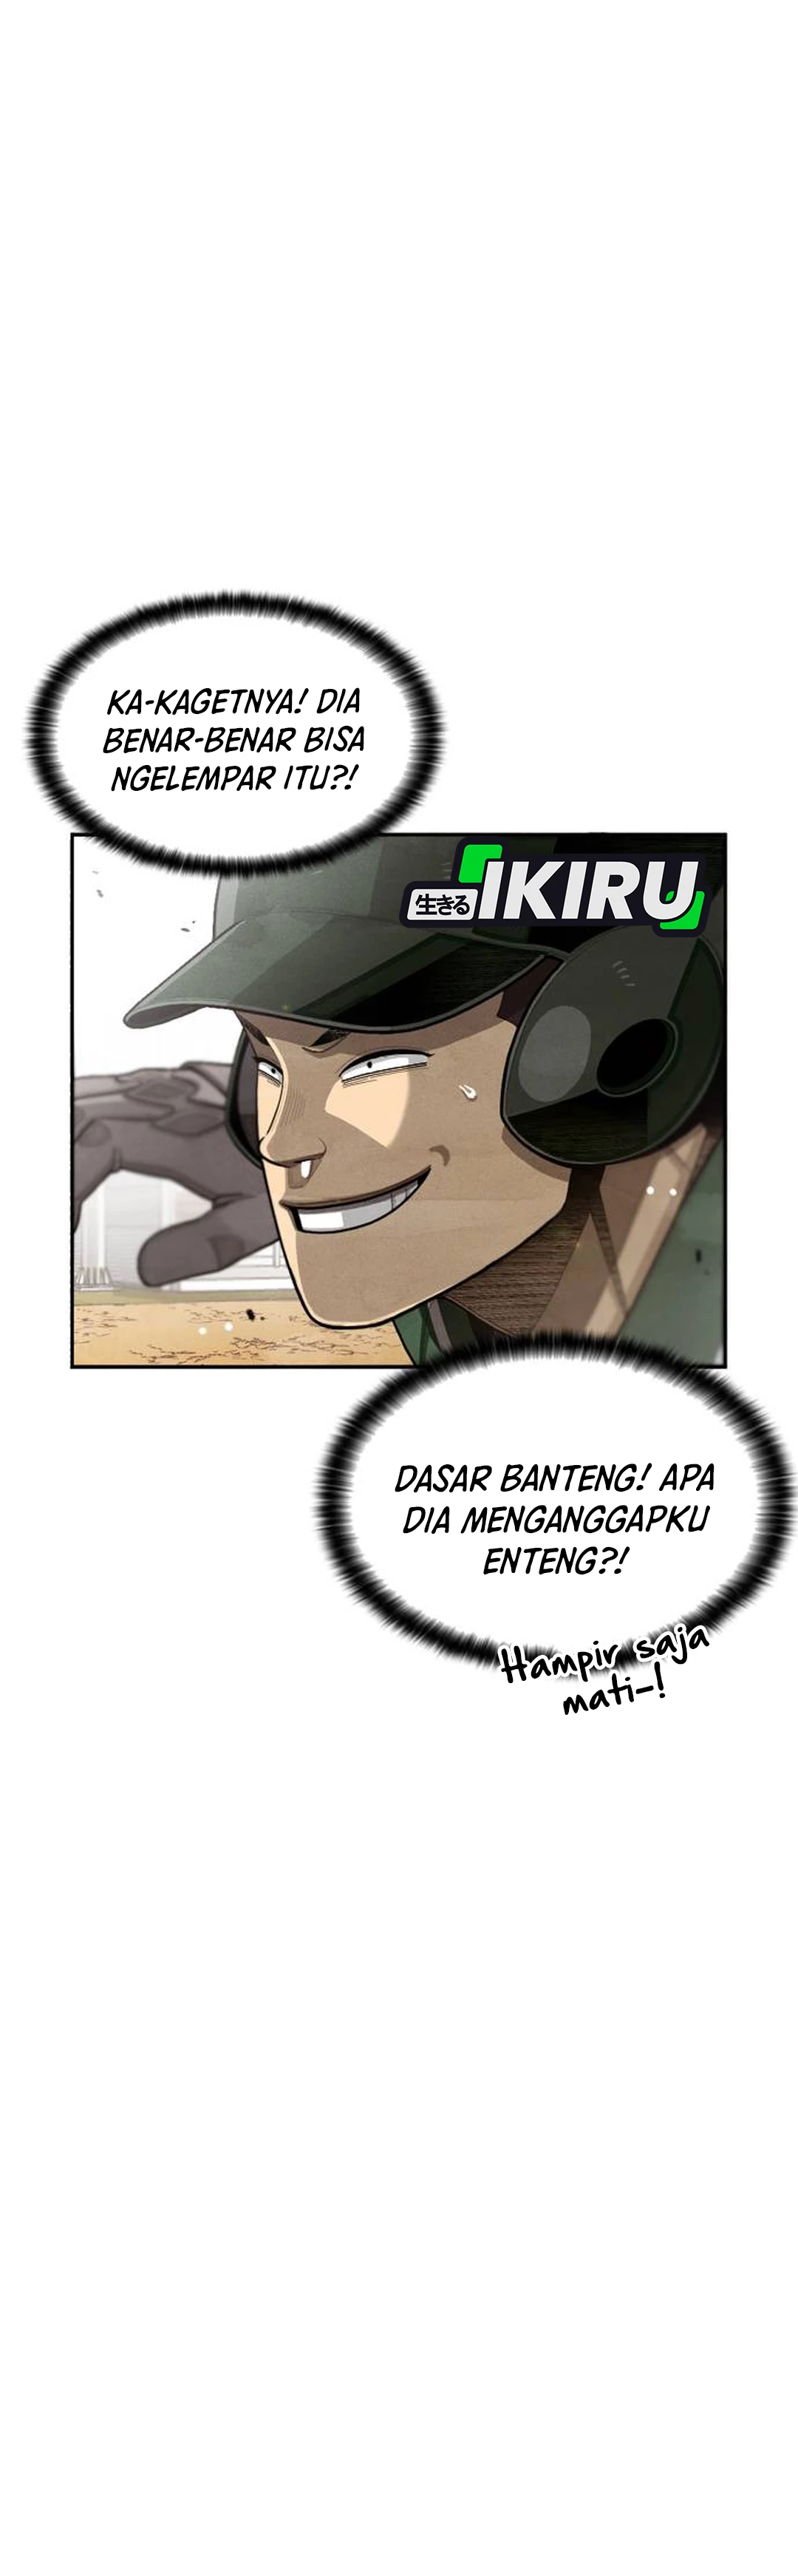 KA-KAGETNYA! DIA
BENAR-BENAR BISA
NGELEMPAR ITU?!
生きる IKIRU
DASAR BANTENG! APA
DIA MENGANGGAPKU
ENTENG?!
Hampir saja
mati-!